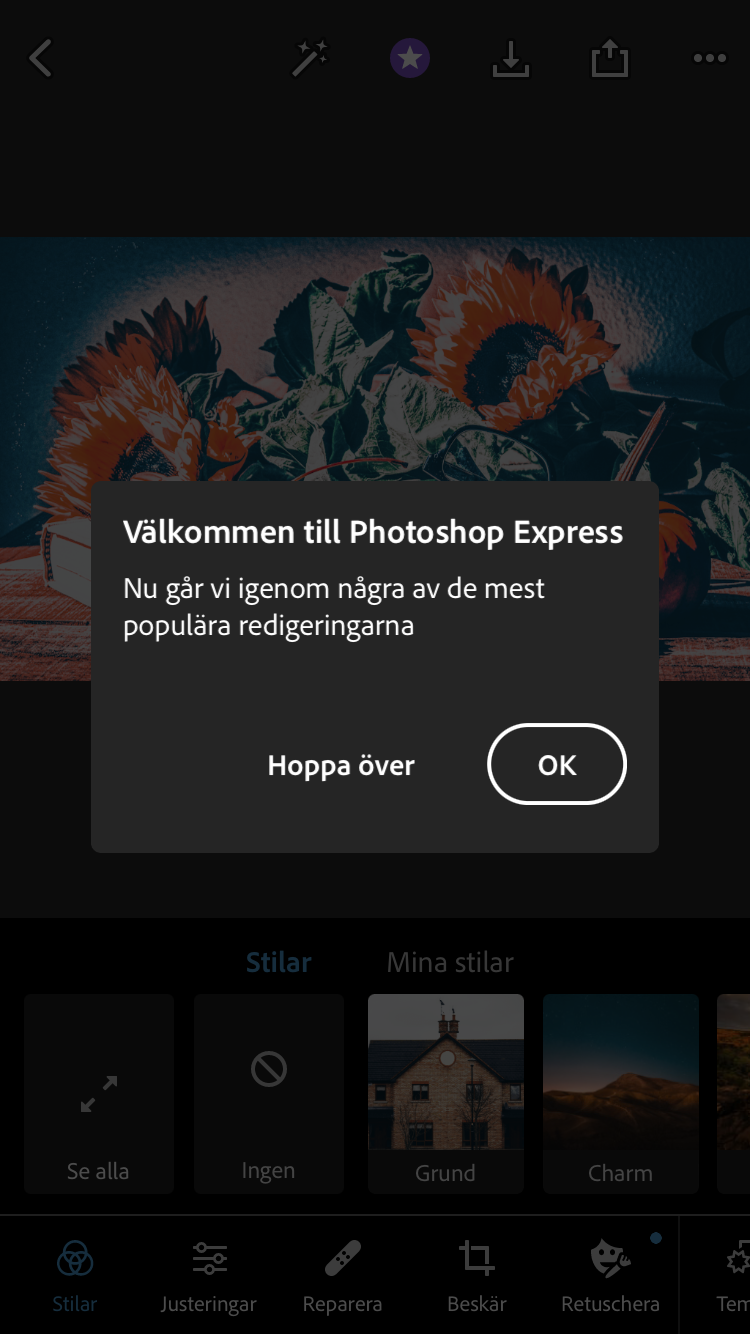 Välkommen till Photoshop Express
Nu går vi igenom några av de mest
populära redigeringarna
Hoppa över
OK
Stilar
Mina stilar
Se alla
Ingen
Grund
Charm
Stilar
Justeringar
Reparera
Beskär
Retuschera